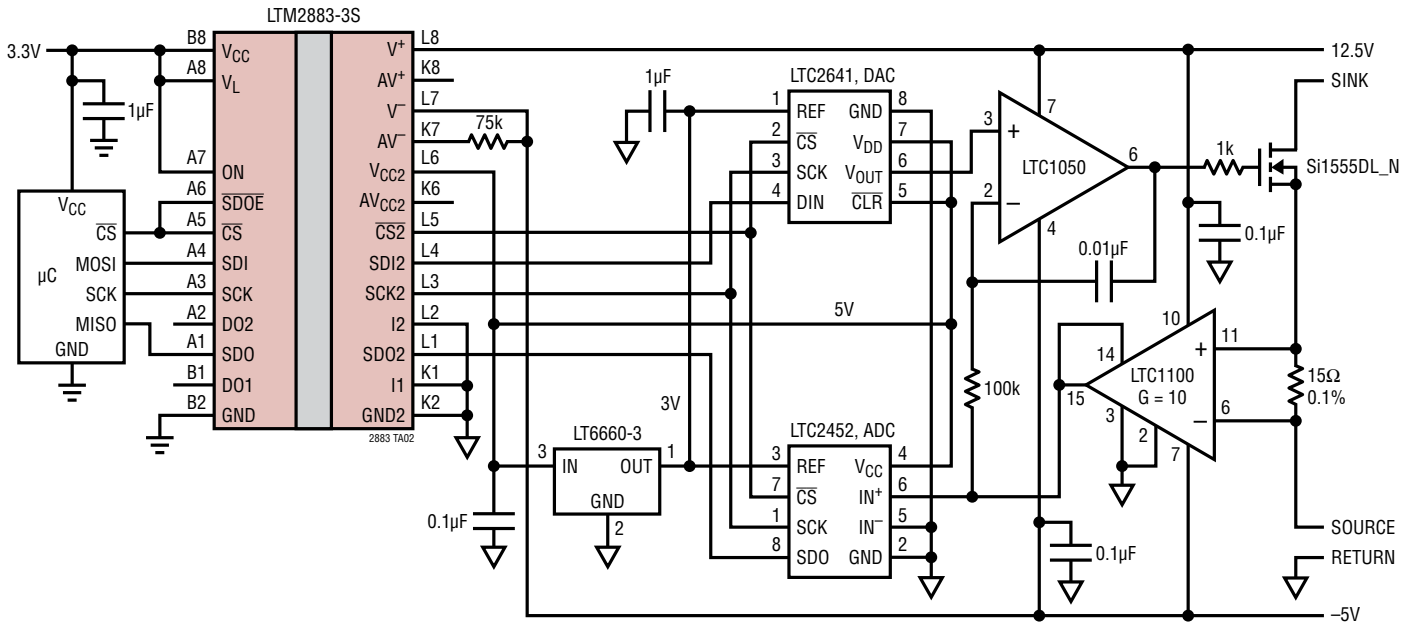 LTM2883-3S
3.3V
B8
VCC
A8
VL
1µF
A7
ON
A6
SDOE
A5
CS
A4
SDI
A3
SCK
A2
DO2
A1
SDO
B1
DO1
B2
GND
VCC
CS
µC
MOSI
SCK
MISO
GND
V+
L8
AV+
K8
V−
L7
AV−
K7
75k
VCC2
L6
AVCC2
K6
CS2
L5
SDI2
L4
SCK2
L3
I2
L2
SDO2
L1
I1
K1
GND2
K2
2883 TA02
0.1µF
LT6660-3
3
IN
OUT
1
GND
2
3V
5V
1µF
LTC2641, DAC
1
REF
GND
8
2
CS
VDD
7
3
SCK
VOUT
6
4
DIN
CLR
5
LTC2452, ADC
3
REF
VCC
4
7
CS
IN+
6
1
SCK
IN−
5
8
SDO
GND
2
3
+
7
LTC1050
6
2
−
4
0.01µF
100k
1k
Si1555DL_N
0.1µF
10
+
11
14
LTC1100
G = 10
15
3
2
−
6
7
15Ω
0.1%
0.1µF
12.5V
SINK
SOURCE
RETURN
–5V